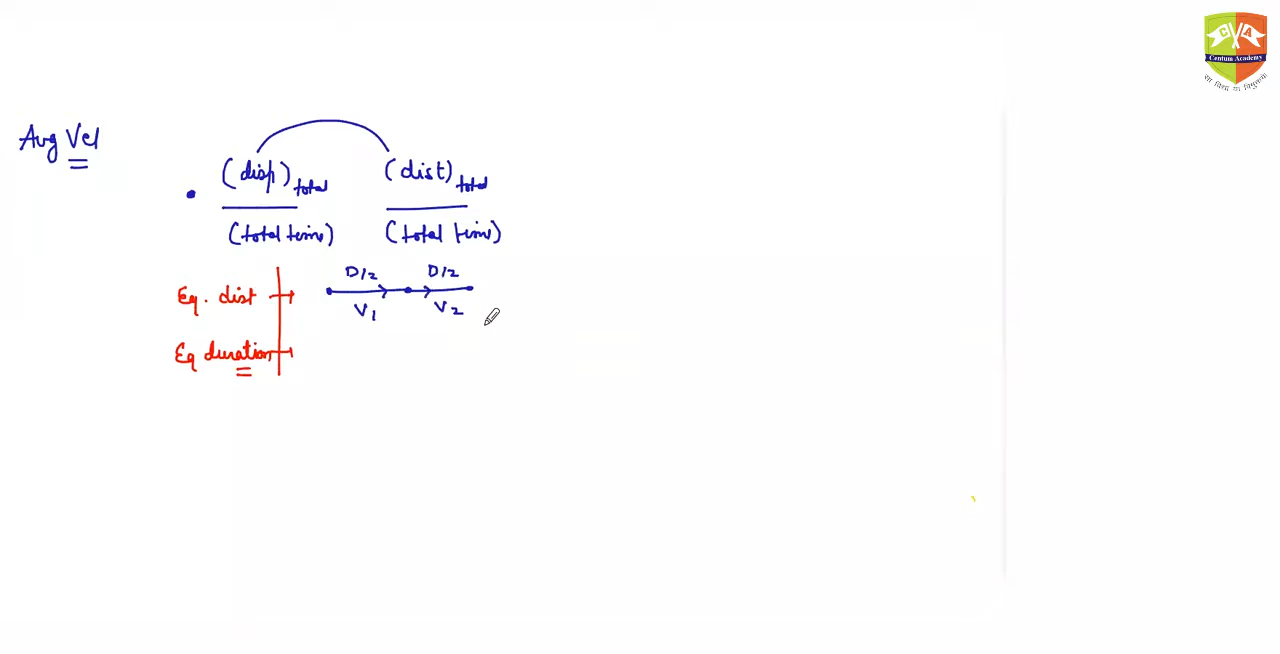 C A
Centum Academy
सा विद्या या विमुक्तये
Avg Vel
(disp)total (dist)total
(total time) (total time)
D/2 D/2
Eq. dist
V1 V2
Eq duration